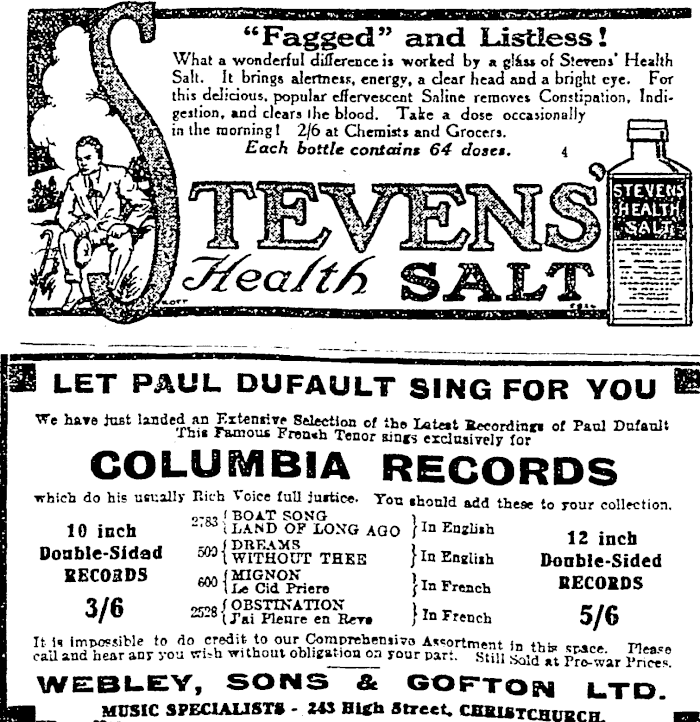 "Fagged" and Listless!
What a wonderful difference is worked by a glass of Stevens' Health
Salt. It brings alertness, energy, a clear head and a bright eye. For
this delicious, popular effervescent Saline removes Constipation, Indi-
gestion, and clears the blood. Take a dose occasionally
in the morning! 2/6 at Chemists and Grocers.
Each bottle contains 64 doses. 4
STEVENS'
Health SALT
STEVENS
HEALTH
SALT
LET PAUL DUFAULT SING FOR YOU
We have just landed an Extensive Selection of the Latest Recordings of Paul Dufault
This Famous French Tenor sings exclusively for
COLUMBIA RECORDS
which do his usually Rich Voice full justice. You should add these to your collection.
10 inch
Double-Sided
RECORDS
3/6
2783 { BOAT SONG
LAND OF LONG AGO } In English
509 { DREAMS
WITHOUT THEE } In English
600 { MIGNON
Le Cid Priere } In French
2528 { OBSTINATION
J'ai Pleure en Reve } In French
12 inch
Double-Sided
RECORDS
5/6
It is impossible to do credit to our Comprehensive Assortment in this space. Please
call and hear any you wish without obligation on your part. Still Sold at Pro-war Prices.
WEBLEY, SONS & GOFTON LTD.
MUSIC SPECIALISTS - 243 High Street, CHRISTCHURCH.